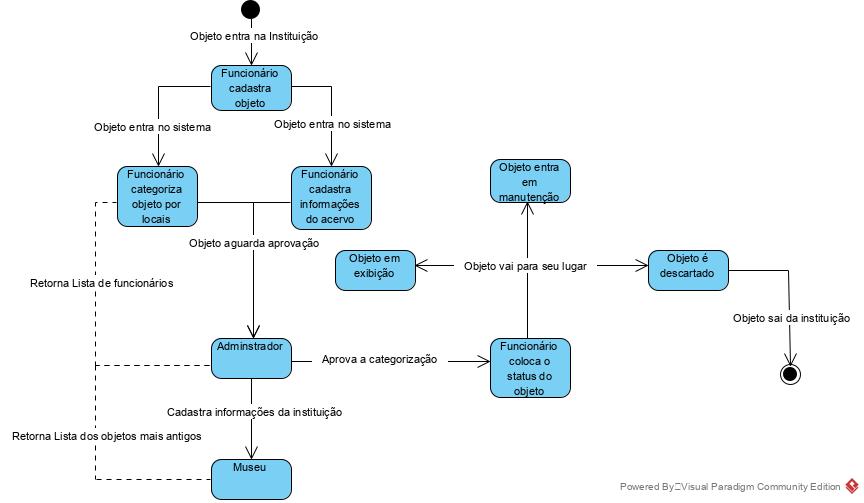 Objeto entra na Instituição
Funcionário
cadastra
objeto
Objeto entra no sistema
Objeto entra no sistema
Funcionário
categoriza
objeto por
locais
Funcionário
cadastra
informações
do acervo
Objeto entra
em
manutenção
Objeto aguarda aprovação
Objeto em
exibição
Objeto vai para seu lugar
Objeto é
descartado
Retorna Lista de funcionários
Objeto sai da instituição
Adminstrador
Aprova a categorização
Funcionário
coloca o
status do
objeto
Cadastra informações da instituição
Retorna Lista dos objetos mais antigos
Museu
Powered By Visual Paradigm Community Edition